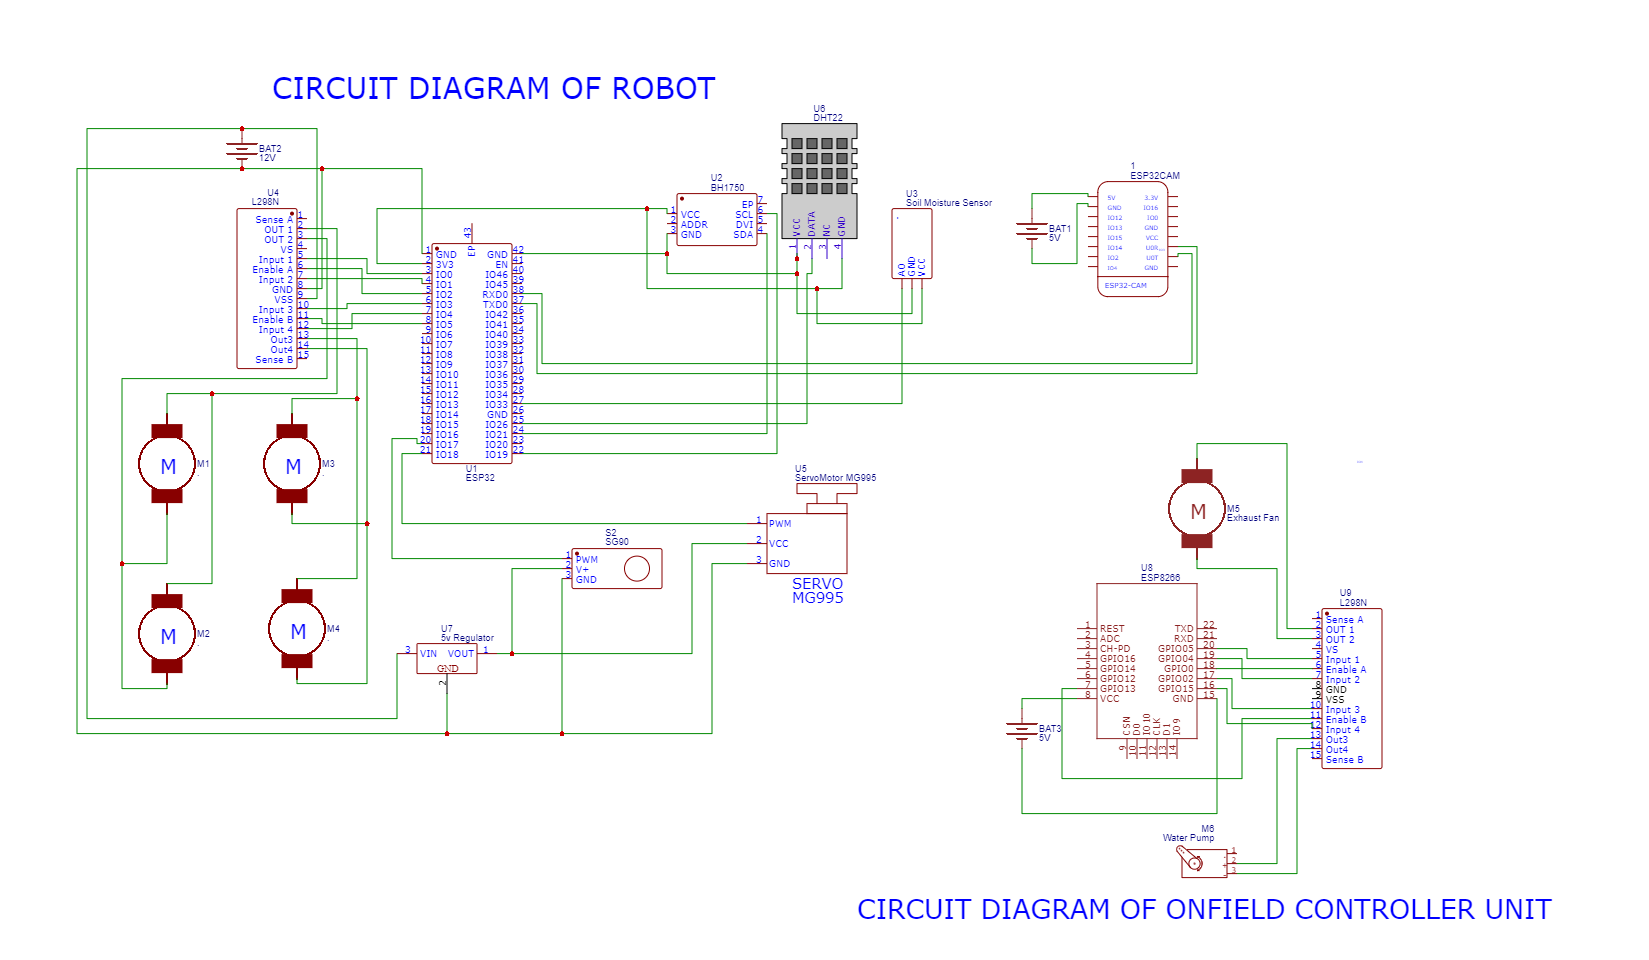 CIRCUIT DIAGRAM OF ROBOT
BAT2
12V
U4
L298N
Sense A 1
OUT 1 2
OUT 2 3
VS 4
Input 1 5
Enable A 6
Input 2 7
GND 8
VSS 9
Input 3 10
Enable B 11
Input 4 12
Out3 13
Out4 14
Sense B 15
M M1
M M3
M M2
M M4
43
EP
1 GND GND 42
2 3V3 EN 41
3 IO0 IO46 40
4 IO1 IO45 39
5 IO2 RXD0 38
6 IO3 TXD0 37
7 IO4 IO42 36
8 IO5 IO41 35
9 IO6 IO40 34
10 IO7 IO39 33
11 IO8 IO38 32
12 IO9 IO37 31
13 IO10 IO36 30
14 IO11 IO35 29
15 IO12 IO34 28
16 IO13 IO33 27
17 IO14 GND 26
18 IO15 IO26 25
19 IO16 IO21 24
20 IO17 IO20 23
21 IO18 IO19 22
U1
ESP32
U2
BH1750
EP 7
1 VCC SCL 6
2 ADDR DVI 5
3 GND SDA 4
U6
DHT22
VCC DATA NC GND
1 2 3 4
U3
Soil Moisture Sensor
AO GND VCC
BAT1
5V
1
ESP32CAM
5V 3.3V
GND IO16
IO12 IO0
IO13 GND
IO15 VCC
IO14 U0R
IO2 U0T
IO4 GND
ESP32-CAM
U5
ServoMotor MG995
1 PWM
2 VCC
3 GND
SERVO
MG995
S2
SG90
1 PWM
2 V+
3 GND
U7
5v Regulator
3 VIN VOUT 1
GND
2
M M5
Exhaust Fan
U8
ESP8266
1 REST TXD 22
2 ADC RXD 21
3 CH-PD GPIO05 20
4 GPIO16 GPIO04 19
5 GPIO14 GPIO0 18
6 GPIO12 GPIO02 17
7 GPIO13 GPIO15 16
8 VCC GND 15
CSN D0 IO10 CLK D1 IO9
9 10 11 12 13 14
BAT3
5V
U9
L298N
1 Sense A
2 OUT 1
3 OUT 2
4 VS
5 Input 1
6 Enable A
7 Input 2
8 GND
9 VSS
10 Input 3
11 Enable B
12 Input 4
13 Out3
14 Out4
15 Sense B
M6
Water Pump
1
2
3
CIRCUIT DIAGRAM OF ONFIELD CONTROLLER UNIT